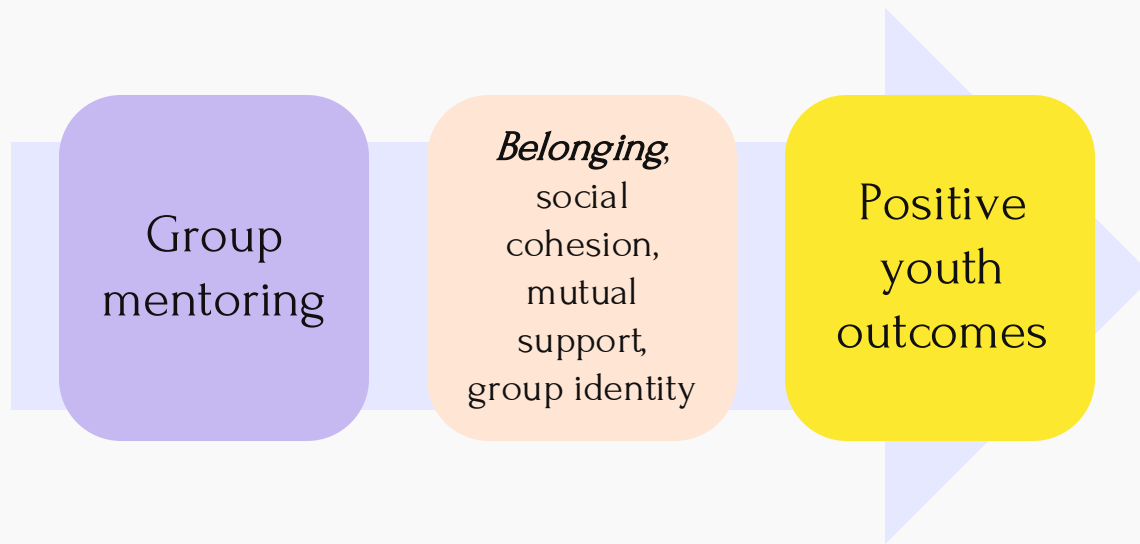 Group
mentoring
Belonging,
social
cohesion,
mutual
support,
group identity
Positive
youth
outcomes